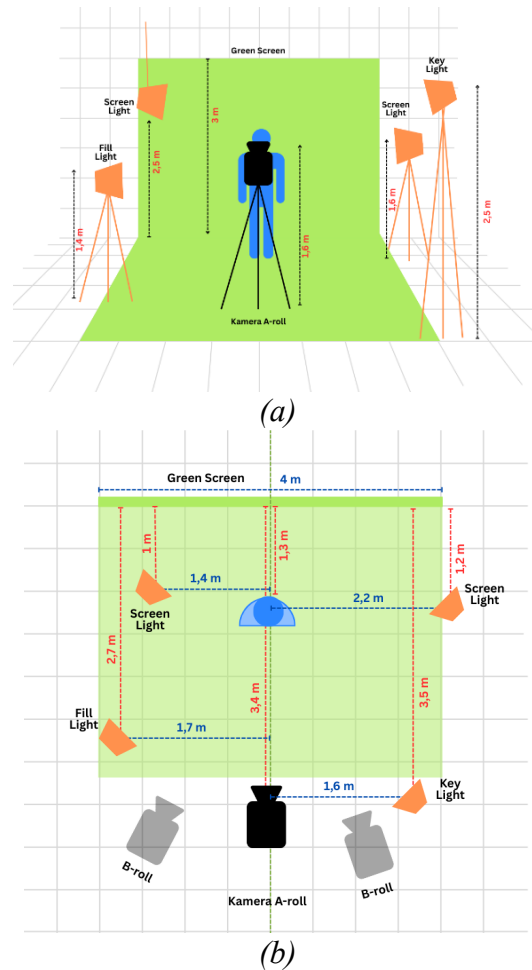 Green Screen
Key
Light
Screen
Light
3 m
Screen
Light
Fill
Light
2,5 m
1,4 m
1,6 m
1,6 m
2,5 m
Kamera A-roll
(a)
Green Screen
4 m
1 m
1,3 m
1,2 m
1,4 m
2,2 m
Screen
Light
Screen
Light
2,7 m
3,4 m
3,5 m
Fill
Light
1,7 m
1,6 m
Key
Light
B-roll
B-roll
Kamera A-roll
(b)